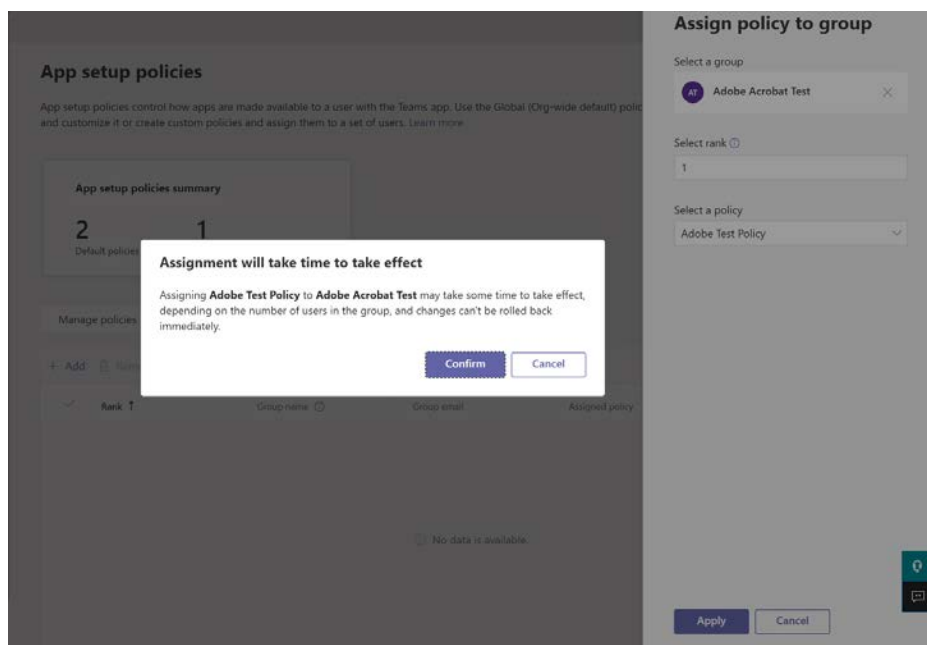 Assign policy to group
Select a group
AT Adobe Acrobat Test
Select rank
1
Select a policy
Adobe Test Policy
App setup policies
App setup policies control how apps are made available to a user with the Teams app. Use the Global (Org-wide default) polic
and customize it or create custom policies and assign them to a set of users. Learn more
App setup policies summary
2 1
Default policies
Manage policies
Assignment will take time to take effect
Assigning Adobe Test Policy to Adobe Acrobat Test may take some time to take effect,
depending on the number of users in the group, and changes can't be rolled back
immediately.
Confirm Cancel
+ Add
Rank ↑ Group name Group email Assigned policy
No data is available.
Apply Cancel